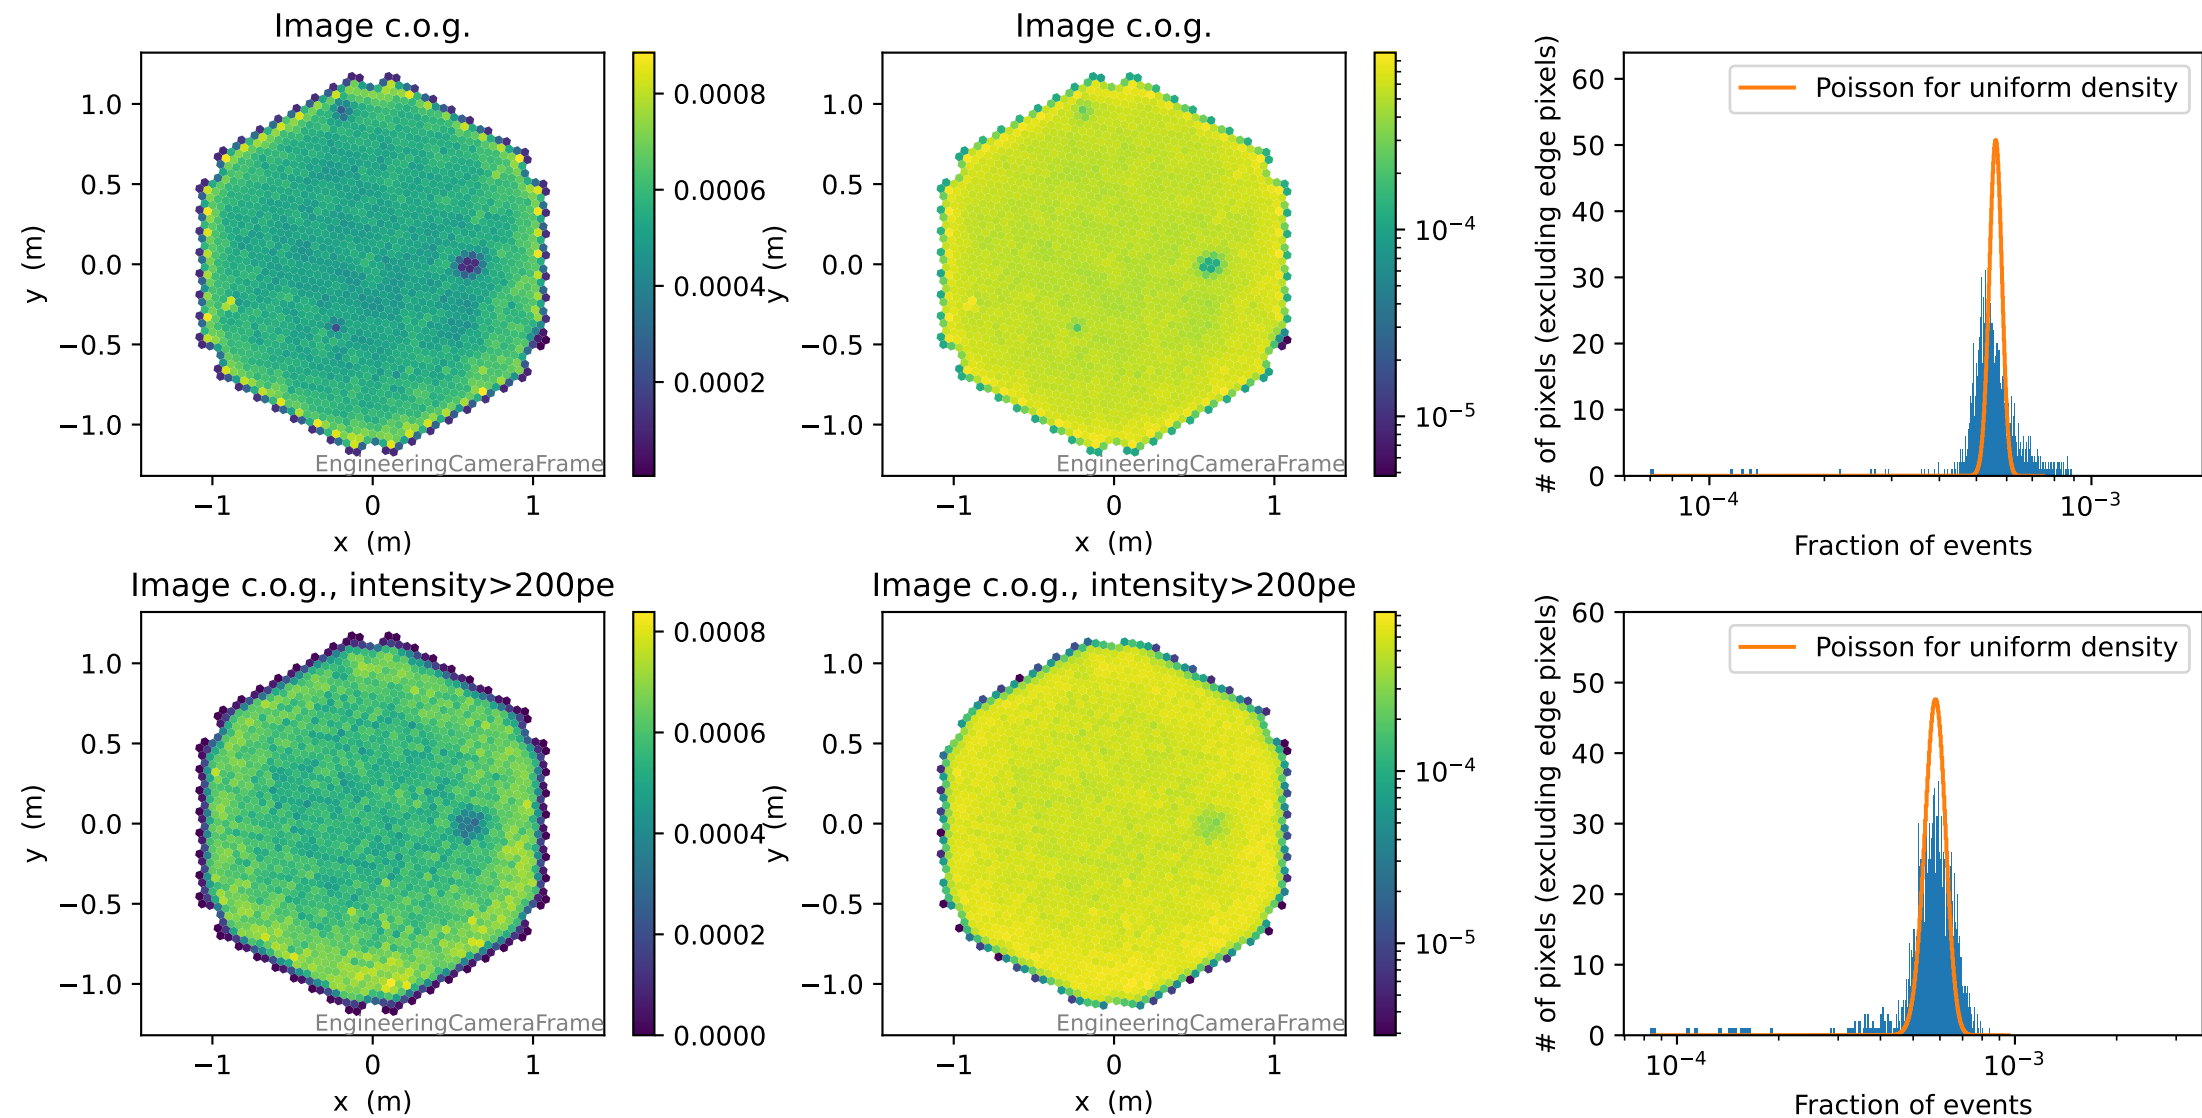 Image c.o.g.
1.0
0.5
0.0
−0.5
−1.0
y (m)
−1
0
1
x (m)
EngineeringCameraFrame
0.0008
0.0006
0.0004
0.0002
Image c.o.g.
1.0
0.5
0.0
−0.5
−1.0
y (m)
−1
0
1
x (m)
EngineeringCameraFrame
10−4
10−5
# of pixels (excluding edge pixels)
60
50
40
30
20
10
0
Poisson for uniform density
10−4
10−3
Fraction of events
Image c.o.g., intensity>200pe
1.0
0.5
0.0
−0.5
−1.0
y (m)
−1
0
1
x (m)
EngineeringCameraFrame
0.0008
0.0006
0.0004
0.0002
0.0000
Image c.o.g., intensity>200pe
1.0
0.5
0.0
−0.5
−1.0
y (m)
−1
0
1
x (m)
EngineeringCameraFrame
10−4
10−5
# of pixels (excluding edge pixels)
60
50
40
30
20
10
0
Poisson for uniform density
10−4
10−3
Fraction of events